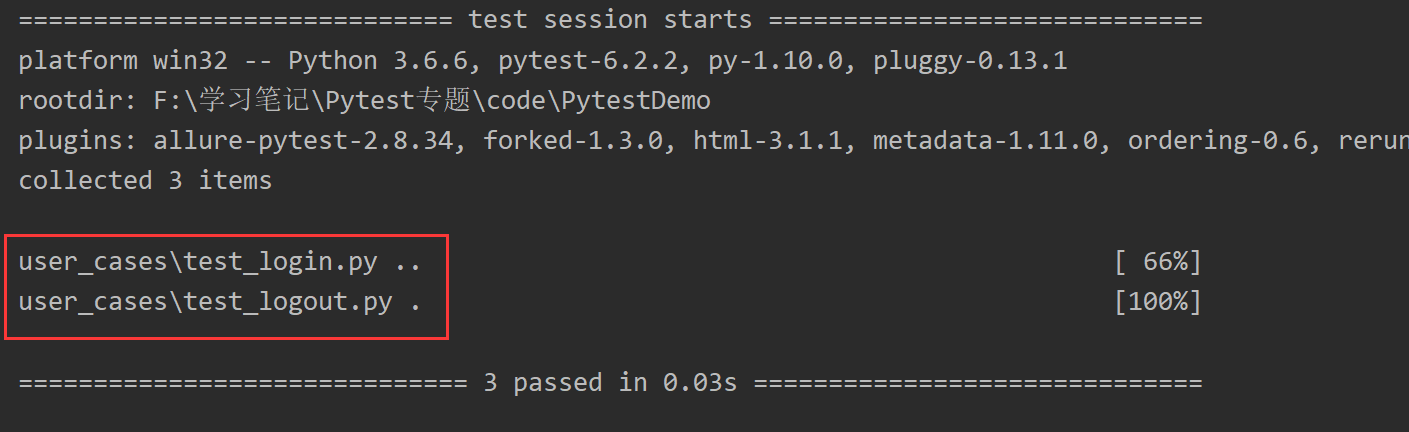 ============================= test session starts =============================
platform win32 -- Python 3.6.6, pytest-6.2.2, py-1.10.0, pluggy-0.13.1
rootdir: F:\学习笔记\Pytest专题\code\PytestDemo
plugins: allure-pytest-2.8.34, forked-1.3.0, html-3.1.1, metadata-1.11.0, ordering-0.6, rerun
collected 3 items
user_cases\test_login.py .. [ 66%]
user_cases\test_logout.py . [100%]
============================== 3 passed in 0.03s ==============================